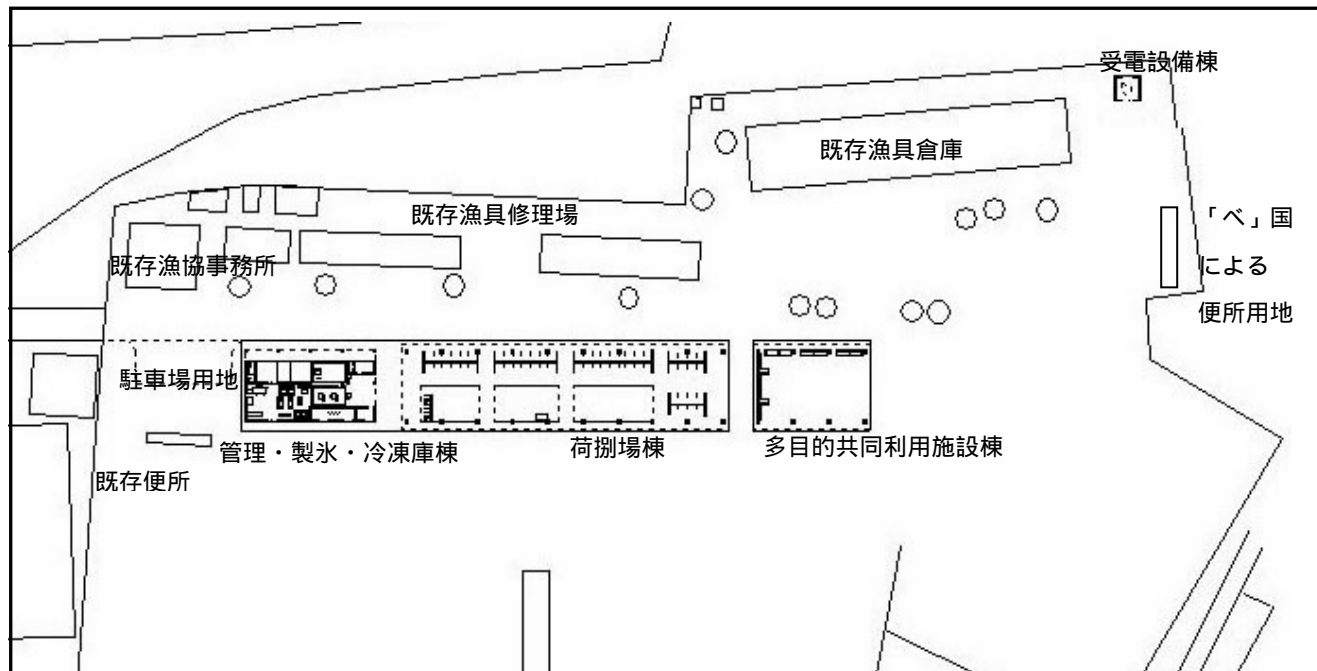 受電設備棟
既存漁具倉庫
既存漁具修理場
「ベ」国
による
便所用地
既存漁協事務所
駐車場用地
管理・製氷・冷凍庫棟
荷捌場棟
多目的共同利用施設棟
既存便所